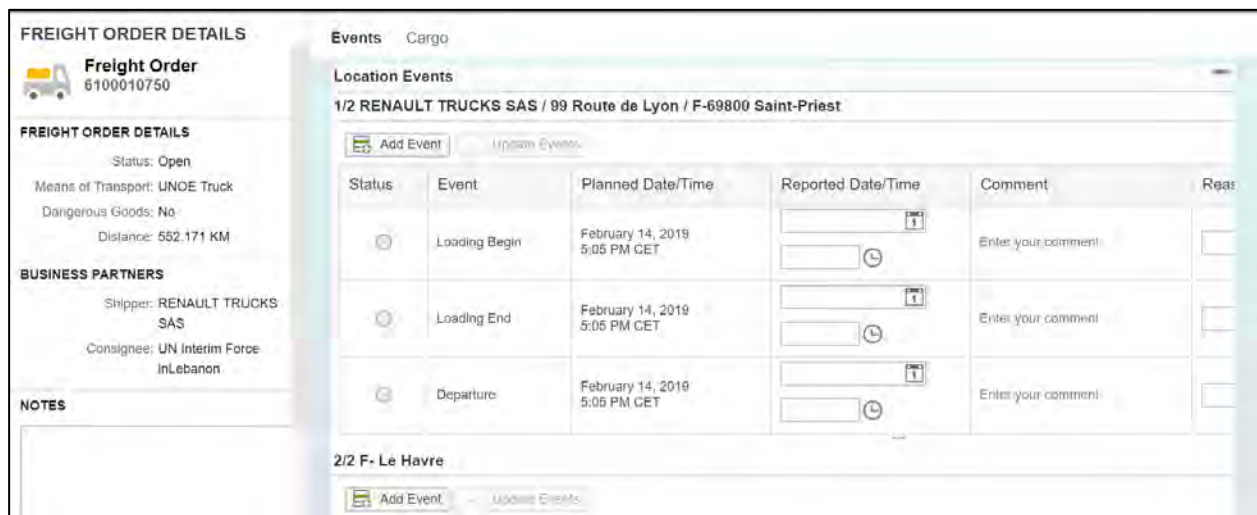 FREIGHT ORDER DETAILS
Freight Order
6100010750
FREIGHT ORDER DETAILS
Status: Open
Means of Transport: UNOE Truck
Dangerous Goods: No
Distance: 552.171 KM
BUSINESS PARTNERS
Shipper: RENAULT TRUCKS
SAS
Consignee: UN Interim Force
inLebanon
NOTES
Events Cargo
Location Events
1/2 RENAULT TRUCKS SAS / 99 Route de Lyon / F-69800 Saint-Priest
Add Event Update Events
Status Event Planned Date/Time Reported Date/Time Comment Reas
Loading Begin February 14, 2019 Enter your comment
5:05 PM CET
Loading End February 14, 2019 Enter your comment
5:05 PM CET
Departure February 14, 2019 Enter your comment
5:05 PM CET
2/2 F- Le Havre
Add Event Update Events